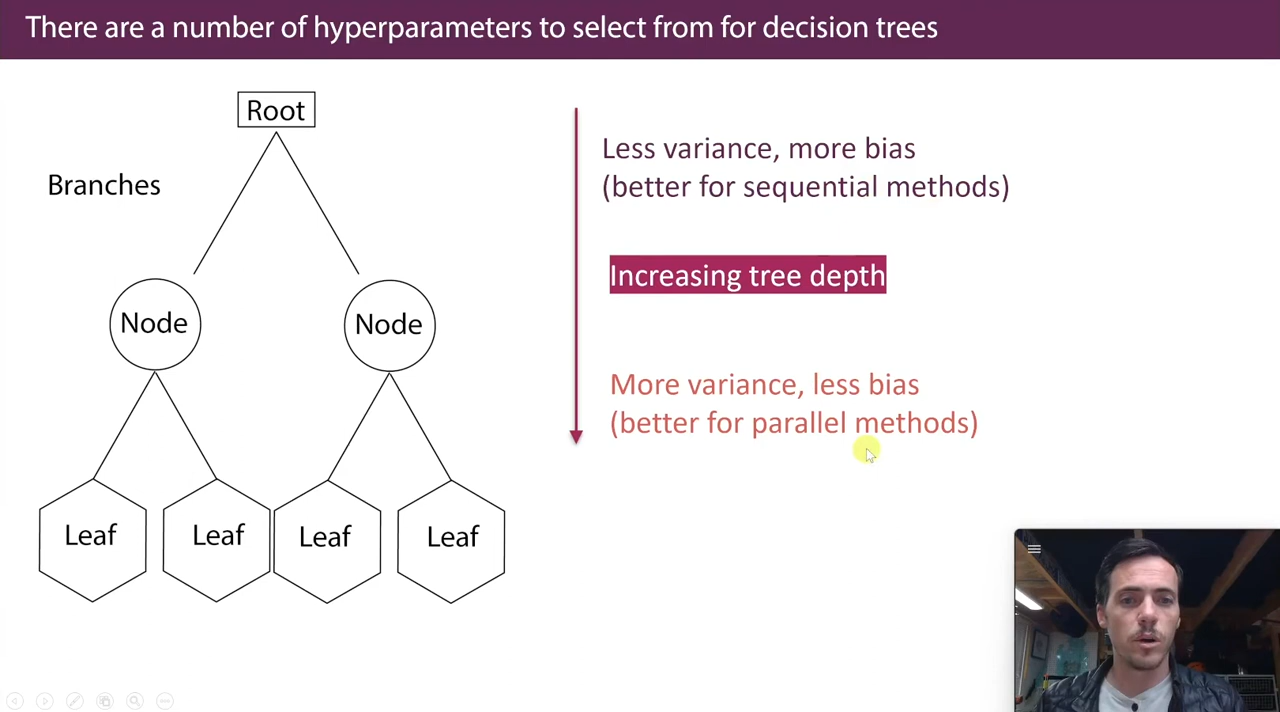 There are a number of hyperparameters to select from for decision trees
Root
Branches
Node
Node
Leaf
Leaf
Leaf
Leaf
Less variance, more bias
(better for sequential methods)
Increasing tree depth
More variance, less bias
(better for parallel methods)